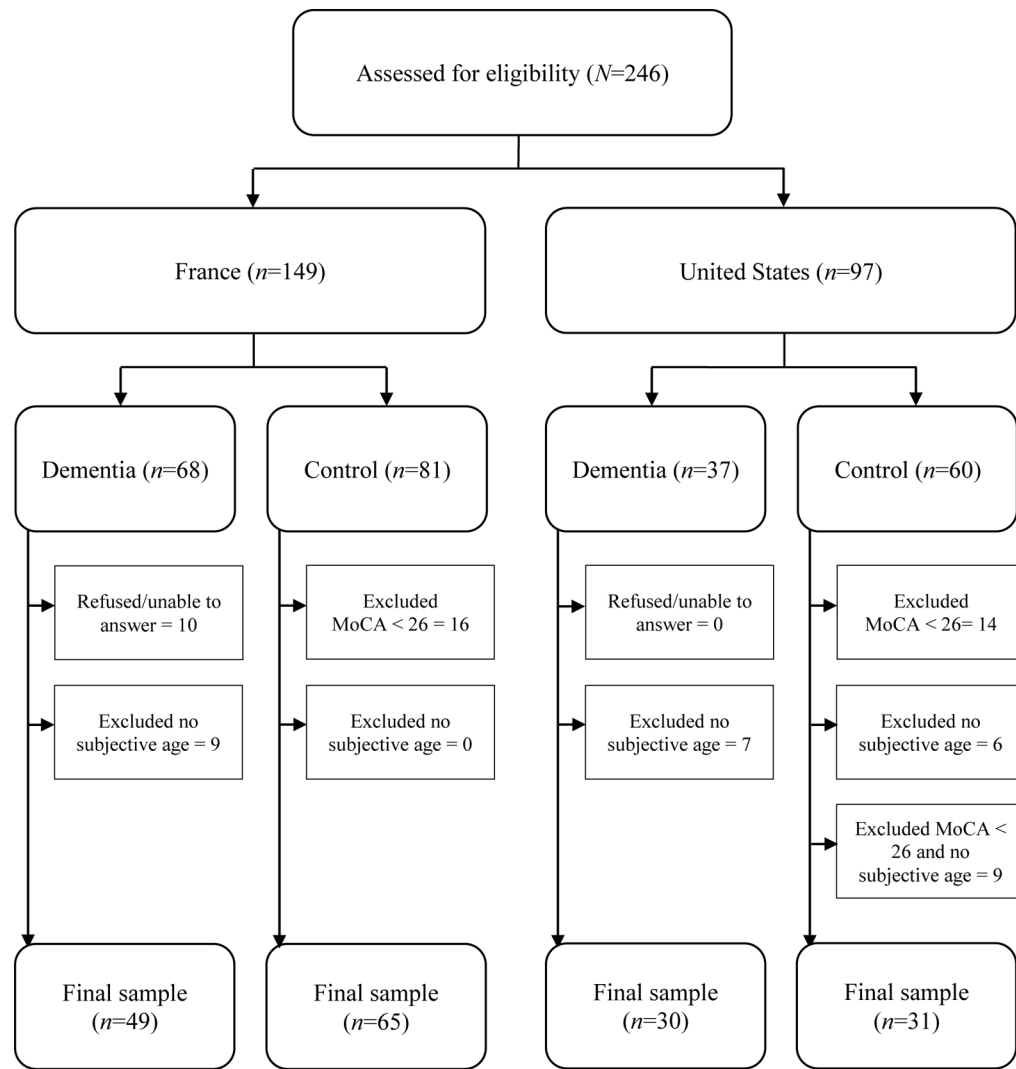 Assessed for eligibility (N=246)
France (n=149)
United States (n=97)
Dementia (n=68)
Control (n=81)
Dementia (n=37)
Control (n=60)
Refused/unable to
answer = 10
Excluded
MoCA < 26 = 16
Refused/unable to
answer = 0
Excluded
MoCA < 26= 14
Excluded no
subjective age = 9
Excluded no
subjective age = 0
Excluded no
subjective age = 7
Excluded no
subjective age = 6
Excluded MoCA <
26 and no
subjective age = 9
Final sample
(n=49)
Final sample
(n=65)
Final sample
(n=30)
Final sample
(n=31)